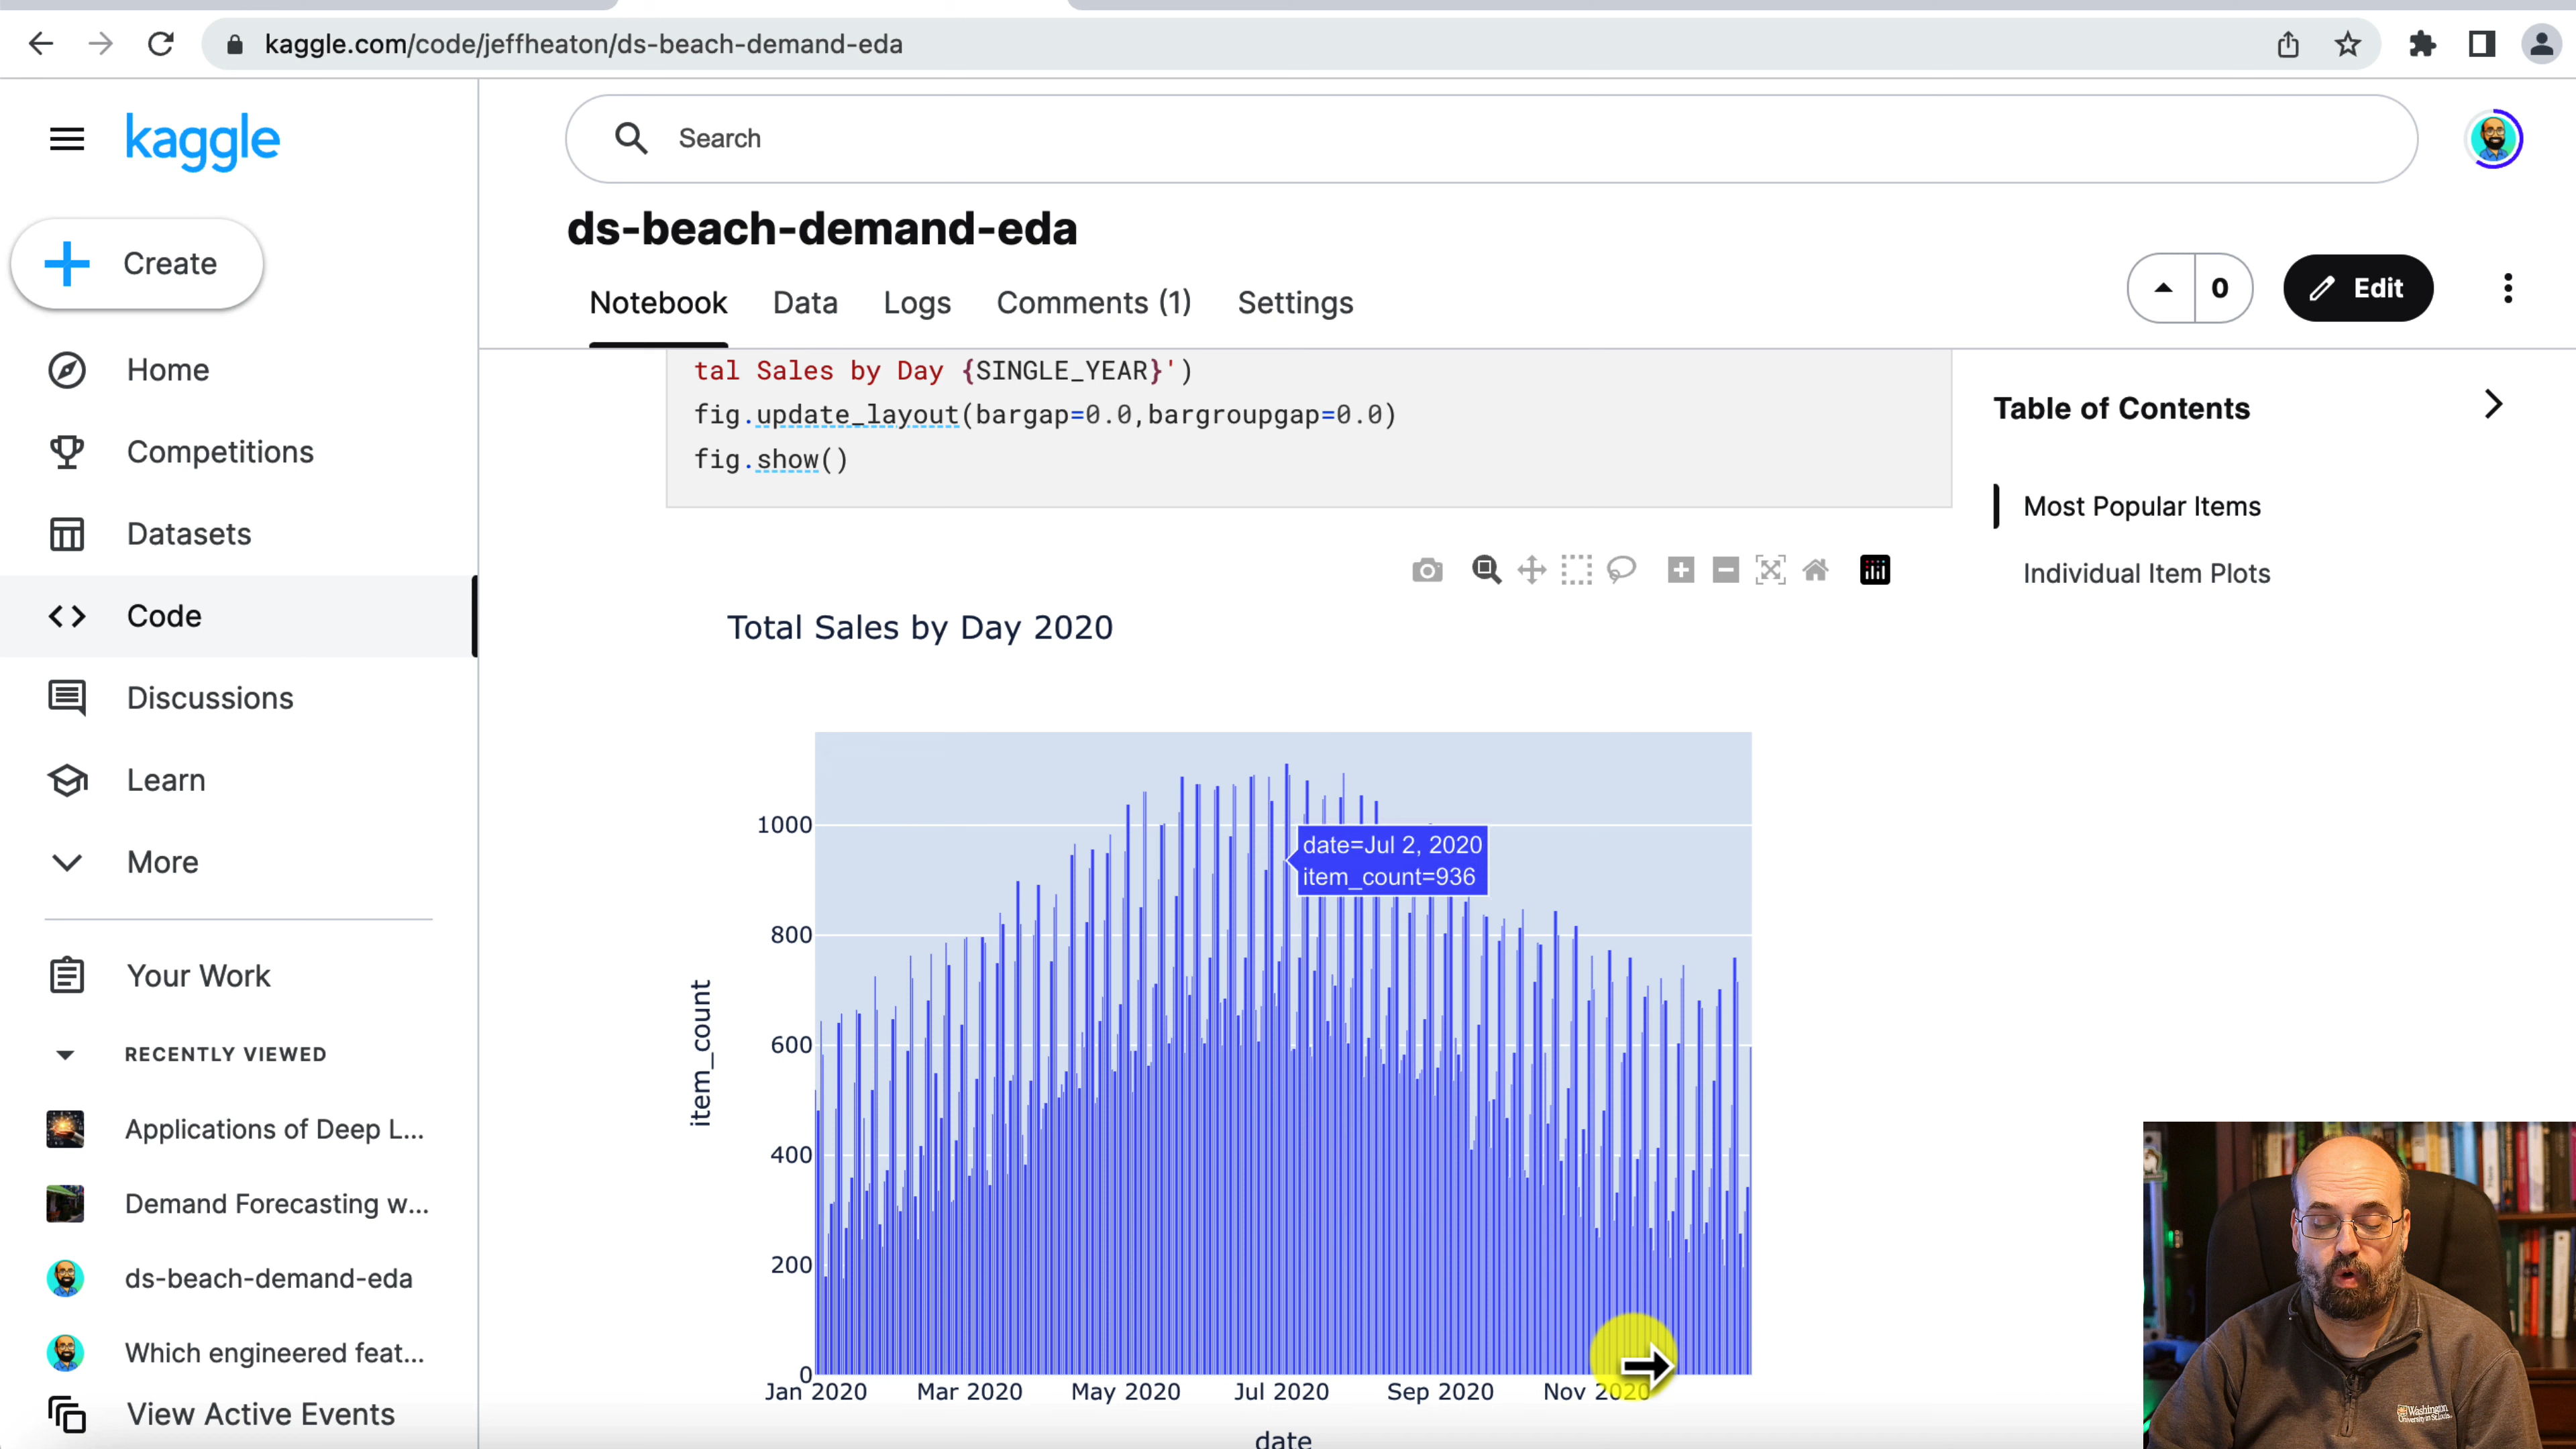 kaggle.com/code/jeffheaton/ds-beach-demand-eda
kaggle
Search
Create
ds-beach-demand-eda
Notebook
Data
Logs
Comments (1)
Settings
0
Edit
Home
Competitions
Datasets
Code
Discussions
Learn
More
Your Work
RECENTLY VIEWED
Applications of Deep L...
Demand Forecasting w...
ds-beach-demand-eda
Which engineered feat...
View Active Events
tal Sales by Day {SINGLE_YEAR}')
fig.update_layout(bargap=0.0,bargroupgap=0.0)
fig.show()
Table of Contents
Most Popular Items
Individual Item Plots
Total Sales by Day 2020
1000
800
600
400
200
0
item_count
date=Jul 2, 2020
item_count=936
Jan 2020
Mar 2020
May 2020
Jul 2020
Sep 2020
Nov 2020
date
Washington
University in St. Louis